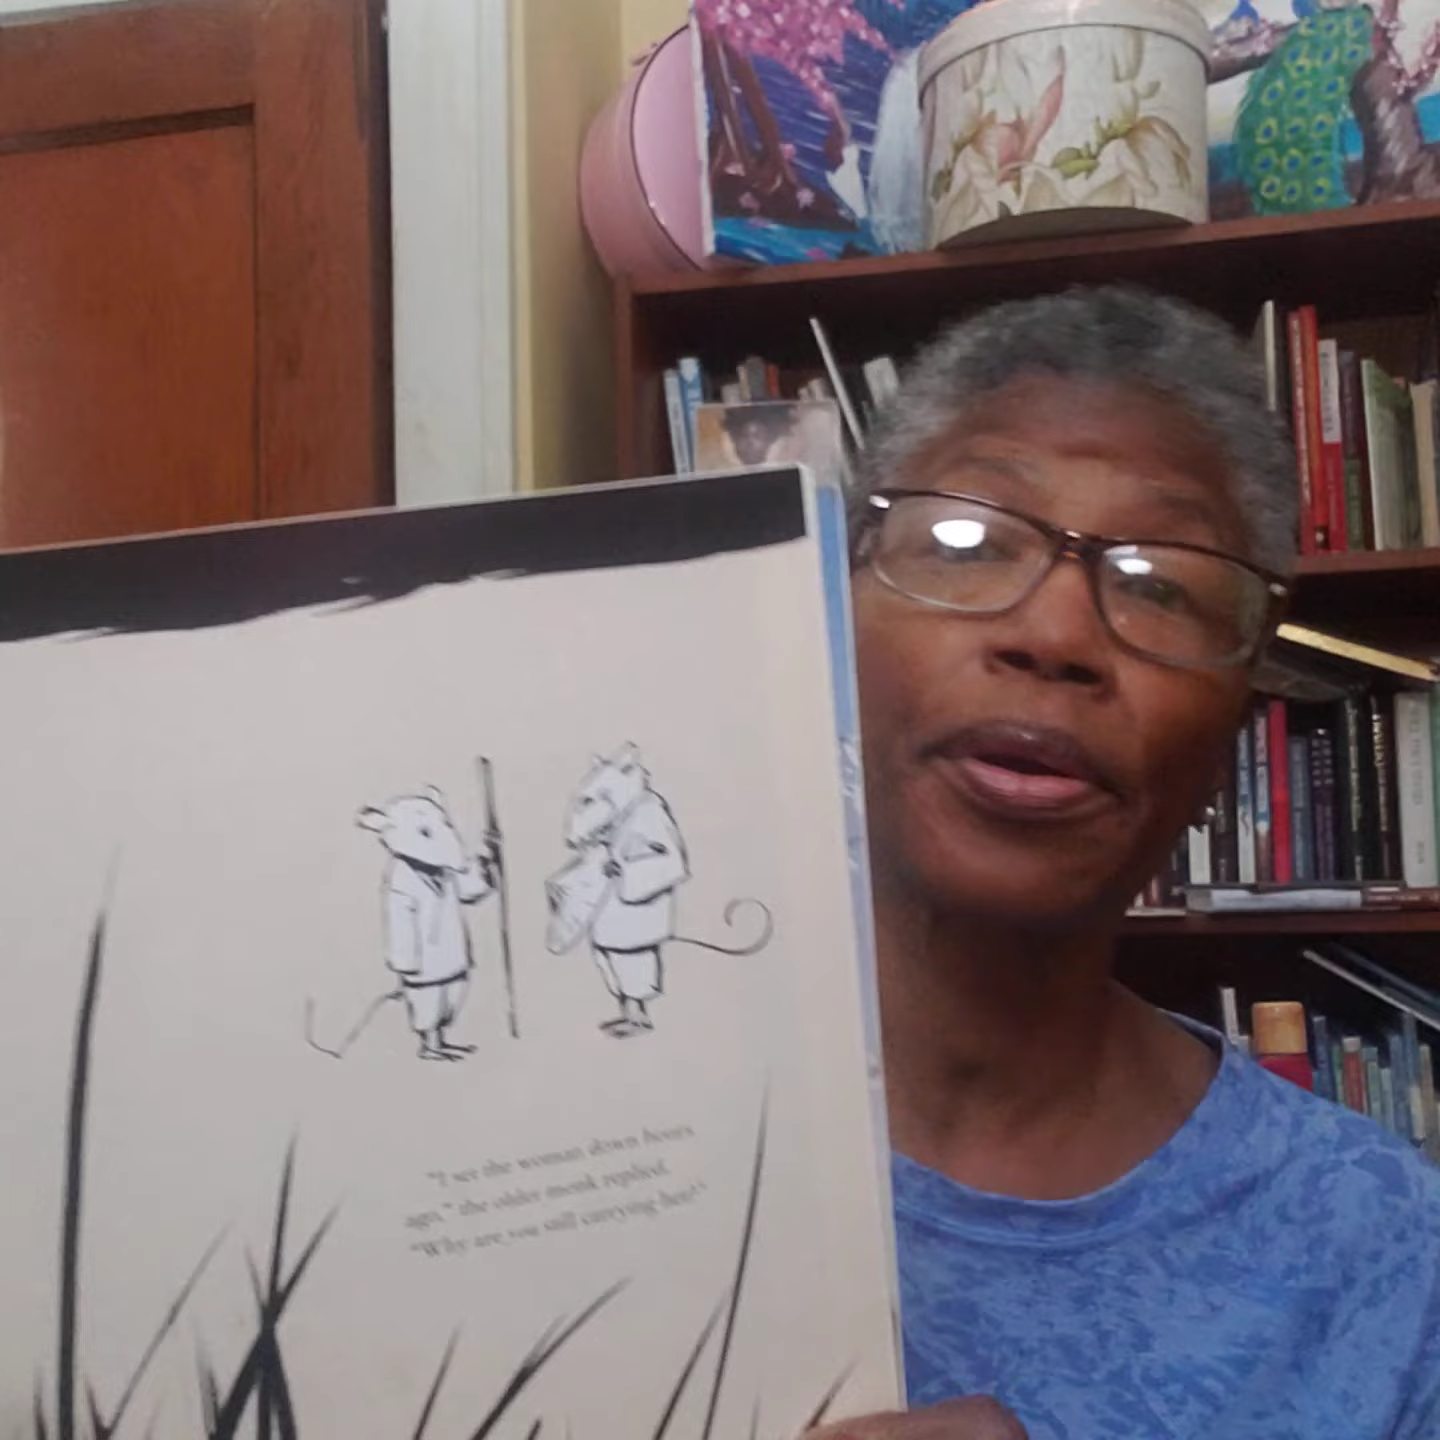 "I set the woman down hours
ago," the older monk replied.
"Why are you still carrying her?"